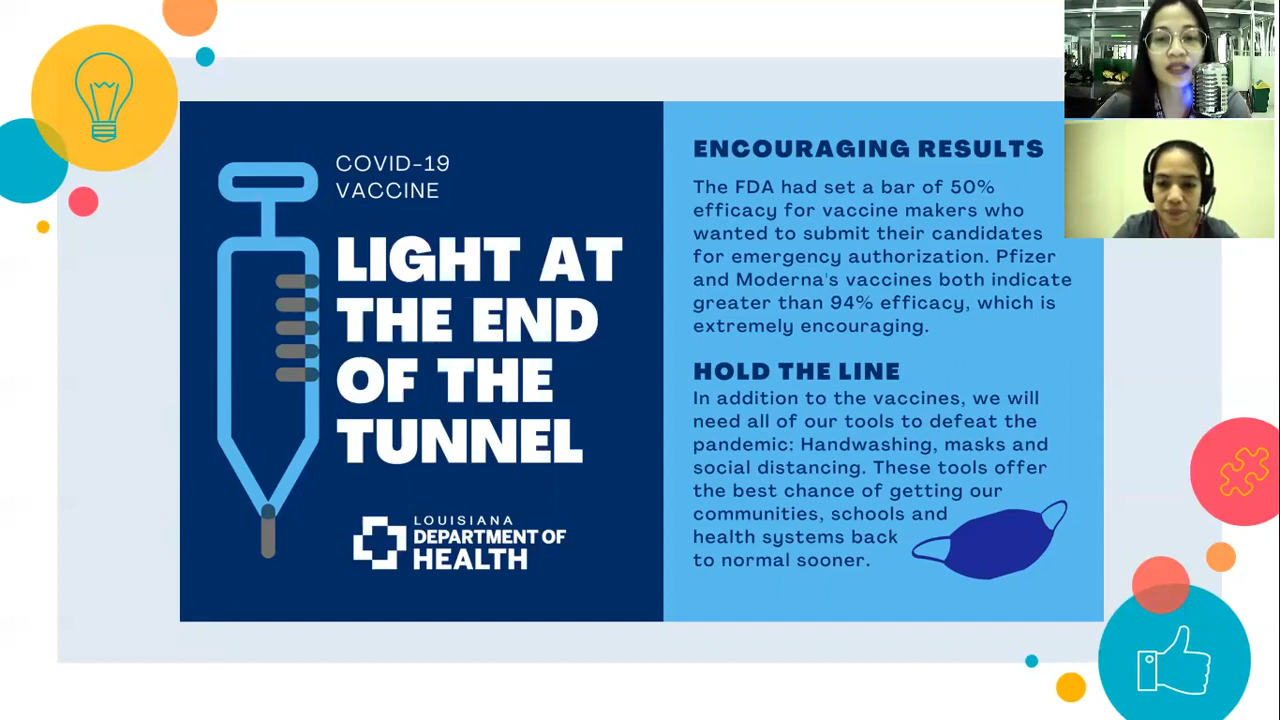 COVID-19
VACCINE
LIGHT AT
THE END
OF THE
TUNNEL
LOUISIANA
DEPARTMENT OF
HEALTH
ENCOURAGING RESULTS
The FDA had set a bar of 50%
efficacy for vaccine makers who
wanted to submit their candidates
for emergency authorization. Pfizer
and Moderna's vaccines both indicate
greater than 94% efficacy, which is
extremely encouraging.
HOLD THE LINE
In addition to the vaccines, we will
need all of our tools to defeat the
pandemic: Handwashing, masks and
social distancing. These tools offer
the best chance of getting our
communities, schools and
health systems back
to normal sooner.